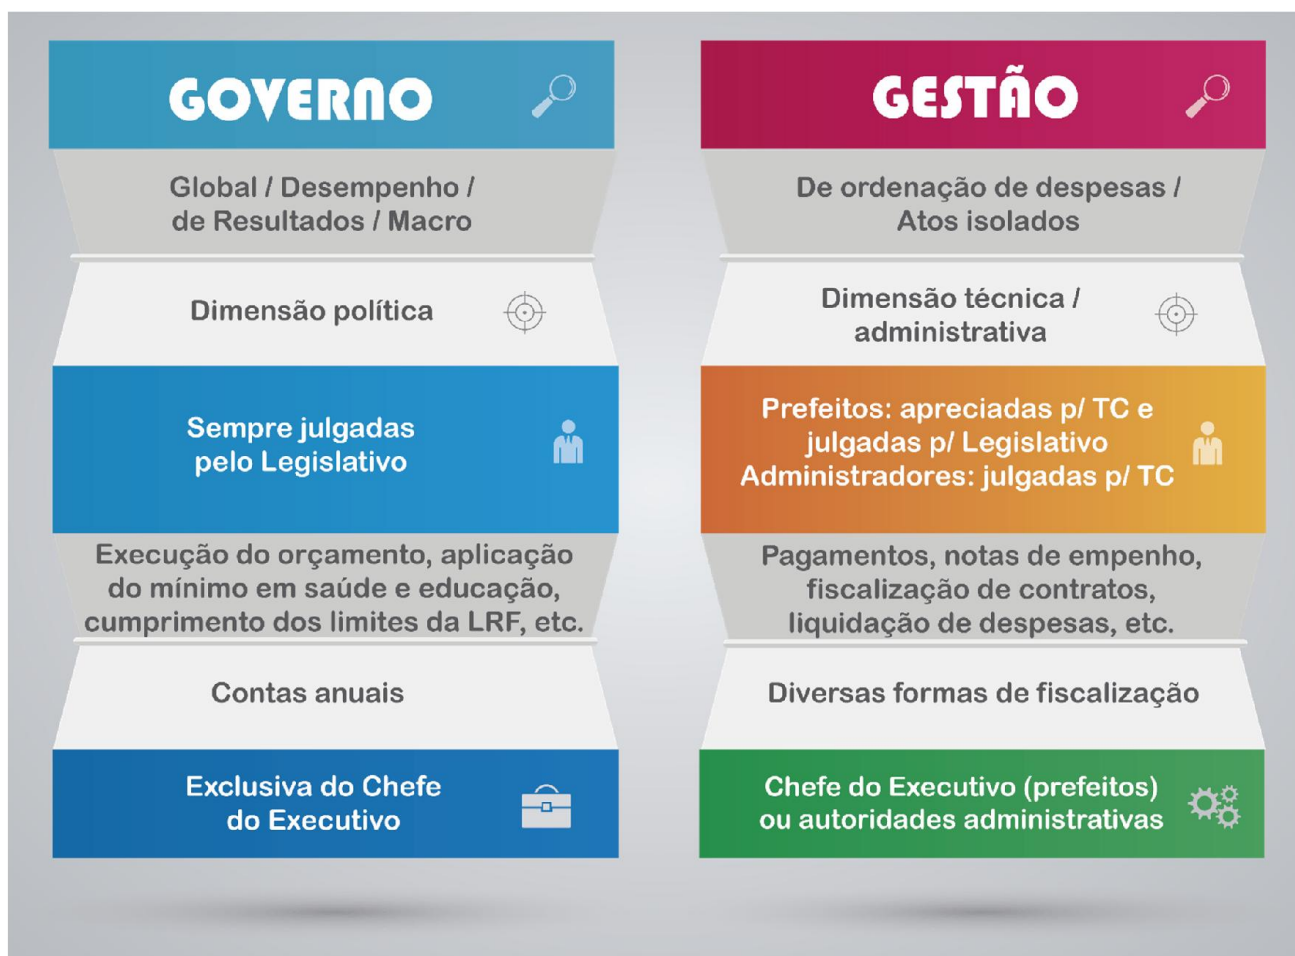 GOVERNO
Global / Desempenho /
de Resultados / Macro
Dimensão política
Sempre julgadas
pelo Legislativo
Execução do orçamento, aplicação
do mínimo em saúde e educação,
cumprimento dos limites da LRF, etc.
Contas anuais
Exclusiva do Chefe
do Executivo
GESTÃO
De ordenação de despesas /
Atos isolados
Dimensão técnica /
administrativa
Prefeitos: apreciadas p/ TC e
julgadas p/ Legislativo
Administradores: julgadas p/ TC
Pagamentos, notas de empenho,
fiscalização de contratos,
liquidação de despesas, etc.
Diversas formas de fiscalização
Chefe do Executivo (prefeitos)
ou autoridades administrativas